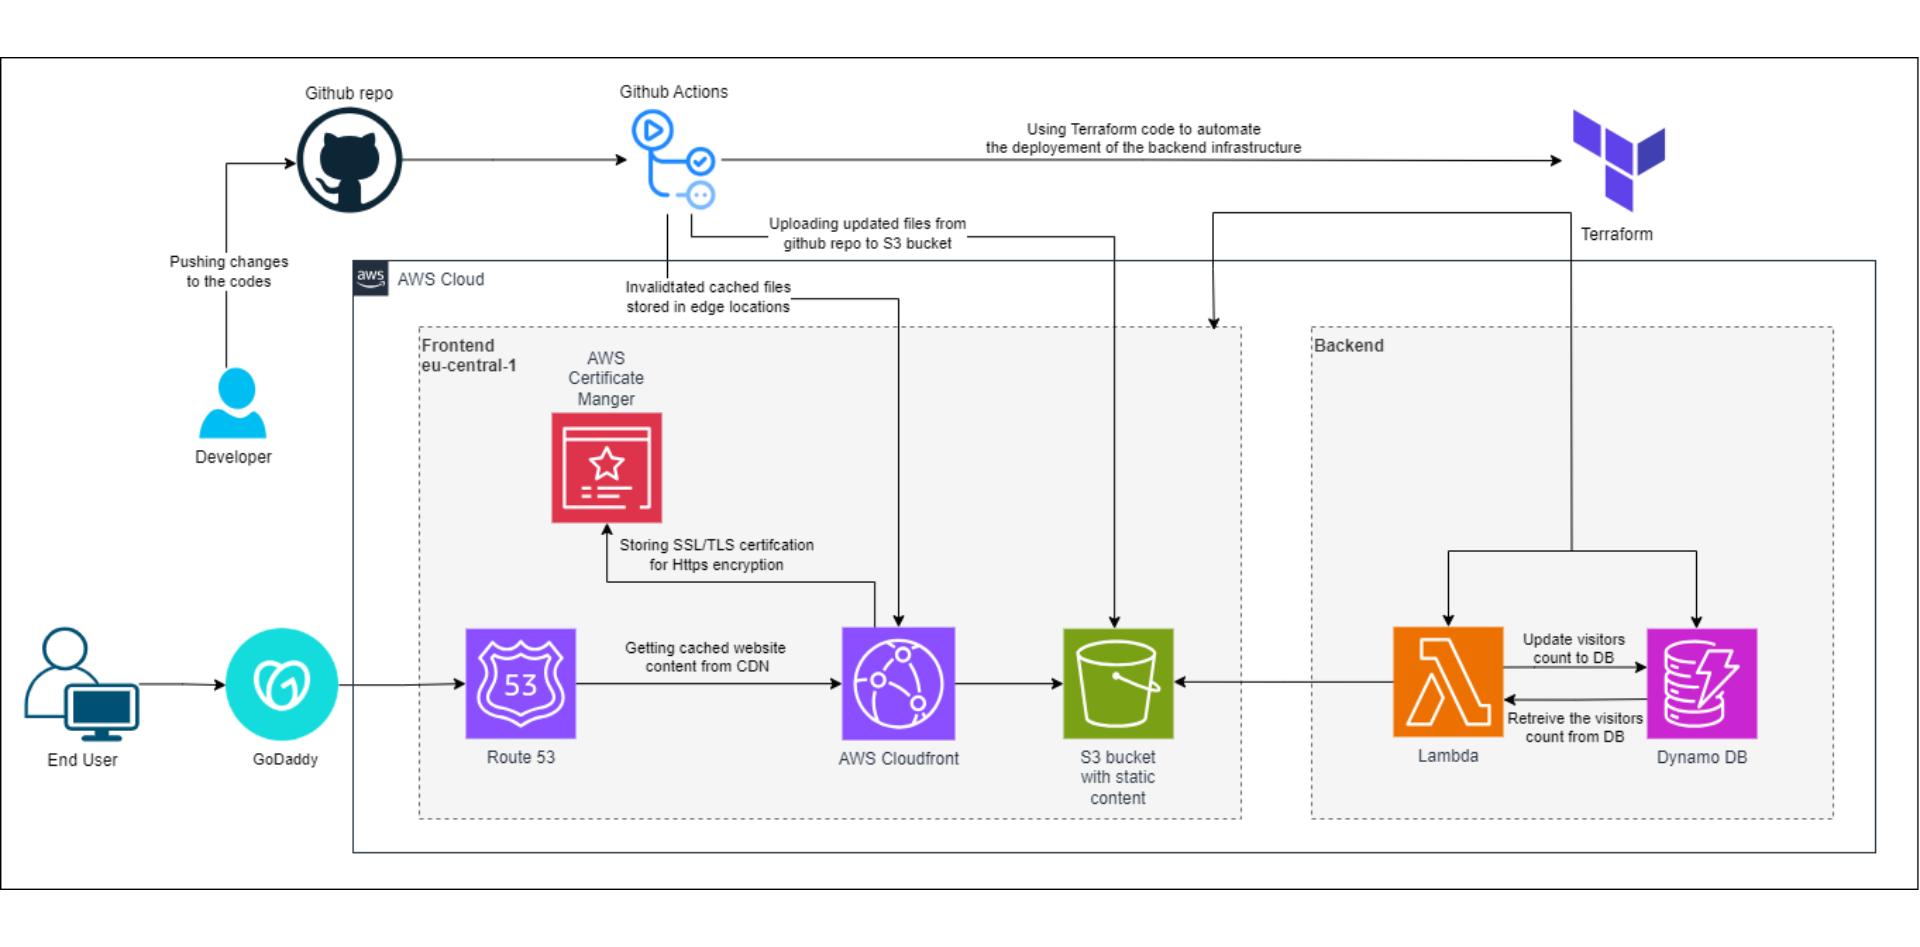 Github repo
Github Actions
Using Terraform code to automate
the deployement of the backend infrastructure
Uploading updated files from
github repo to S3 bucket
Terraform
Pushing changes
to the codes
aws
AWS Cloud
Invalidtated cached files
stored in edge locations
Frontend
eu-central-1
AWS
Certificate
Manger
Backend
Developer
Storing SSL/TLS certifcation
for Https encryption
Getting cached website
content from CDN
Update visitors
count to DB
53
Retreive the visitors
count from DB
End User
GoDaddy
Route 53
AWS Cloudfront
S3 bucket
with static
content
Lambda
Dynamo DB